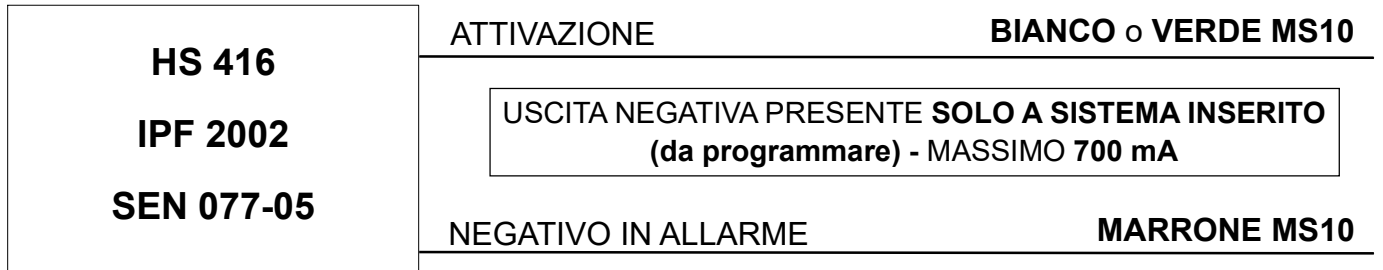 HS 416
IPF 2002
SEN 077-05
ATTIVAZIONE BIANCO o VERDE MS10
USCITA NEGATIVA PRESENTE SOLO A SISTEMA INSERITO
(da programmare) - MASSIMO 700 mA
NEGATIVO IN ALLARME MARRONE MS10